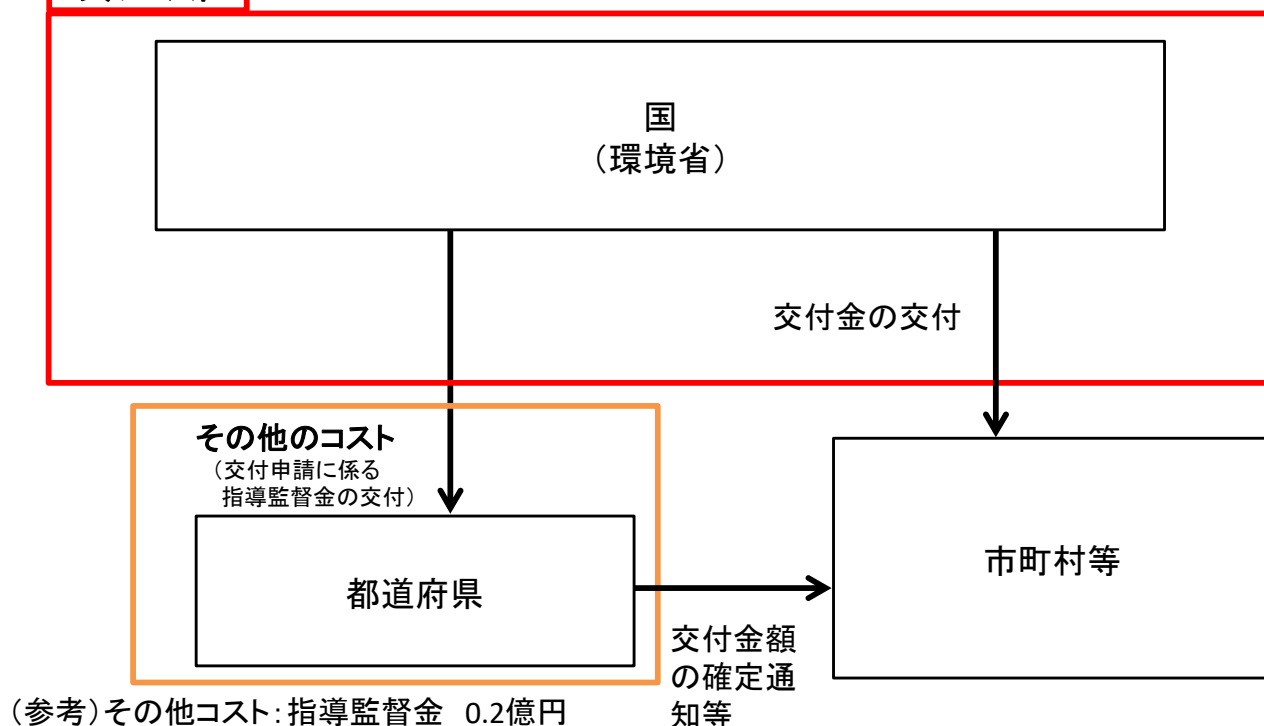 国
（環境省）
交付金の交付
その他のコスト
（交付申請に係る
指導監督金の交付）
都道府県
市町村等
交付金額
の確定通
知等
（参考）その他コスト：指導監督金 0.2億円